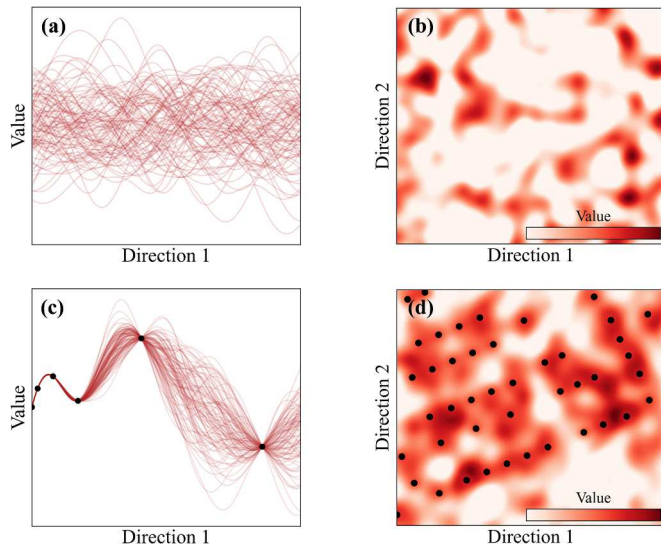 (a)
Value
Direction 1
(b)
Direction 2
Value
Direction 1
(c)
Value
Direction 1
(d)
Direction 2
Value
Direction 1